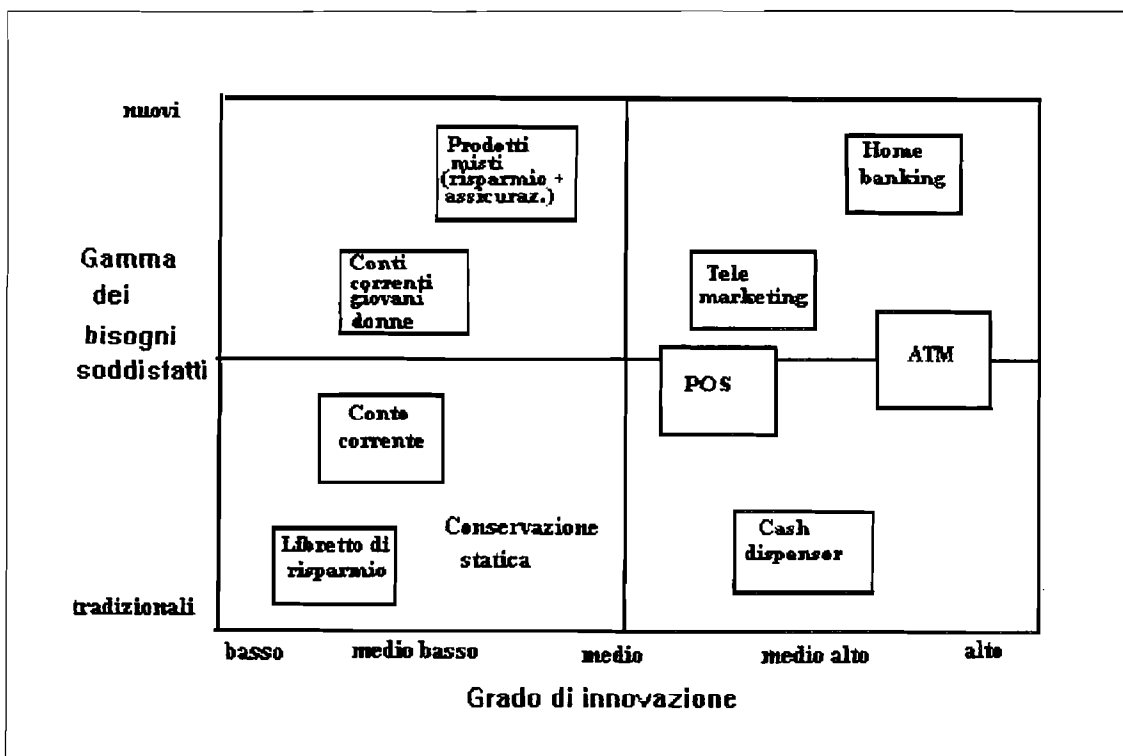 nuovi
Prodotti
misti
(risparmio +
assicuraz.)
Home
banking
Gamma
dei
bisogni
soddisfatti
Conti
correnti
giovani
donne
Tele
marketing
ATM
POS
Conto
corrente
Conservazione
statica
Libretto di
risparmio
Cash
dispenser
tradizionali
basso
medio basso
medio
medio alto
alto
Grado di innovazione